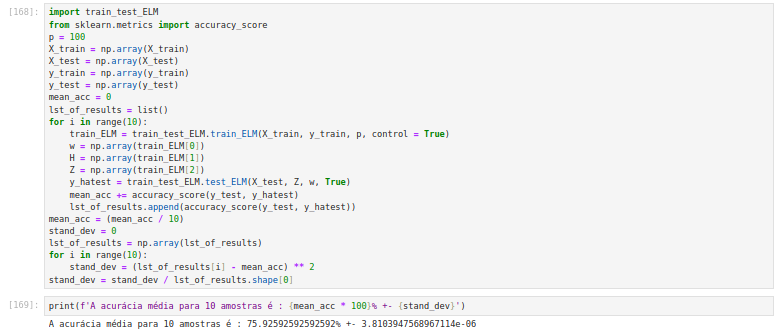 [168]: import train_test_ELM
from sklearn.metrics import accuracy_score
p = 100
X_train = np.array(X_train)
X_test = np.array(X_test)
y_train = np.array(y_train)
y_test = np.array(y_test)
mean_acc = 0
lst_of_results = list()
for i in range(10):
    train_ELM = train_test_ELM.train_ELM(X_train, y_train, p, control = True)
    w = np.array(train_ELM[0])
    H = np.array(train_ELM[1])
    Z = np.array(train_ELM[2])
    y_hatest = train_test_ELM.test_ELM(X_test, Z, w, True)
    mean_acc += accuracy_score(y_test, y_hatest)
    lst_of_results.append(accuracy_score(y_test, y_hatest))
mean_acc = (mean_acc / 10)
stand_dev = 0
lst_of_results = np.array(lst_of_results)
for i in range(10):
    stand_dev = (lst_of_results[i] - mean_acc) ** 2
stand_dev = stand_dev / lst_of_results.shape[0]
[169]: print(f'A acurácia média para 10 amostras é : {mean_acc * 100}% +- {stand_dev}')
A acurácia média para 10 amostras é : 75.92592592592592% +- 3.8103947568967114e-06